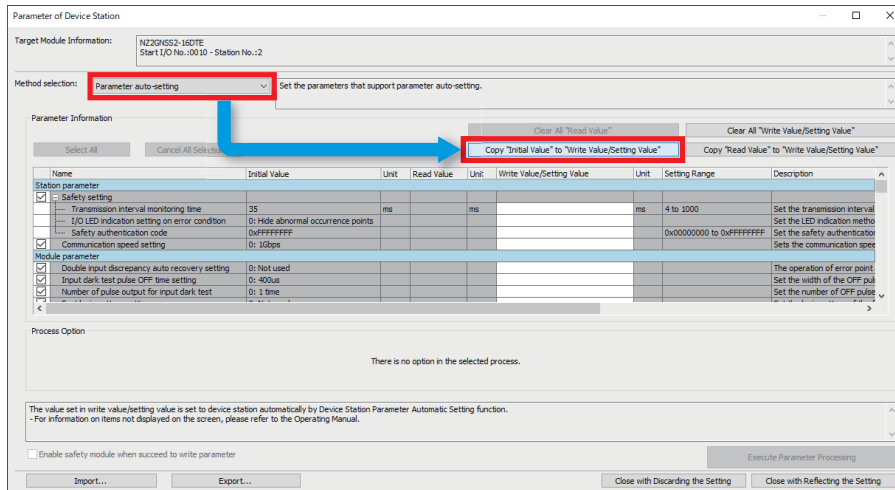 Parameter of Device Station
Target Module Information:
NZ2GNSS2-16DTE
Start I/O No.:0010 - Station No.:2
Method selection:
Parameter auto-setting
Set the parameters that support parameter auto-setting.
Parameter Information
Clear All "Read Value"
Clear All "Write Value/Setting Value"
Select All
Cancel All Selections
Copy "Initial Value" to "Write Value/Setting Value"
Copy "Read Value" to "Write Value/Setting Value"
Name Initial Value Unit Read Value Unit Write Value/Setting Value Unit Setting Range Description
Station parameter
Safety setting
Transmission interval monitoring time 35 ms ms ms 4 to 1000 Set the transmission interval
I/O LED indication setting on error condition 0: Hide abnormal occurrence points Set the LED indication metho
Safety authentication code 0xFFFFFFFF 0x00000000 to 0xFFFFFFFF Set the safety authentication
Communication speed setting 0: 1Gbps Sets the communication spee
Module parameter
Double input discrepancy auto recovery setting 0: Not used The operation of error point
Input dark test pulse OFF time setting 0: 400us Set the width of the OFF pul
Number of pulse output for input dark test 0: 1 time Set the number of OFF pulse
Process Option
There is no option in the selected process.
The value set in write value/setting value is set to device station automatically by Device Station Parameter Automatic Setting function.
- For information on items not displayed on the screen, please refer to the Operating Manual.
Enable safety module when succeed to write parameter
Execute Parameter Processing
Import...
Export...
Close with Discarding the Setting
Close with Reflecting the Setting